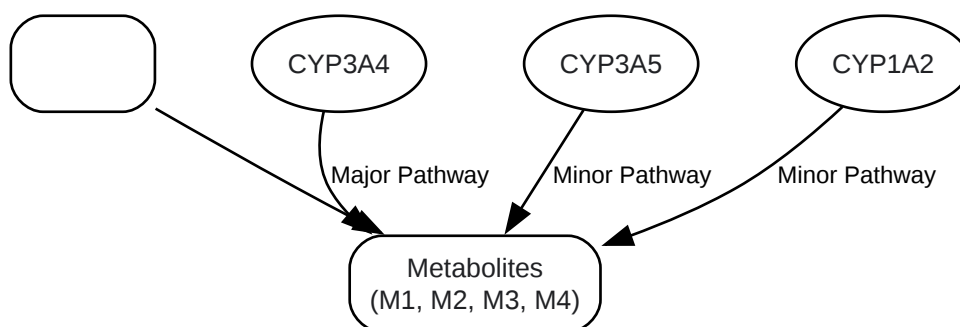 CYP3A4
CYP3A5
CYP1A2
Major Pathway
Minor Pathway
Minor Pathway
Metabolites
(M1, M2, M3, M4)